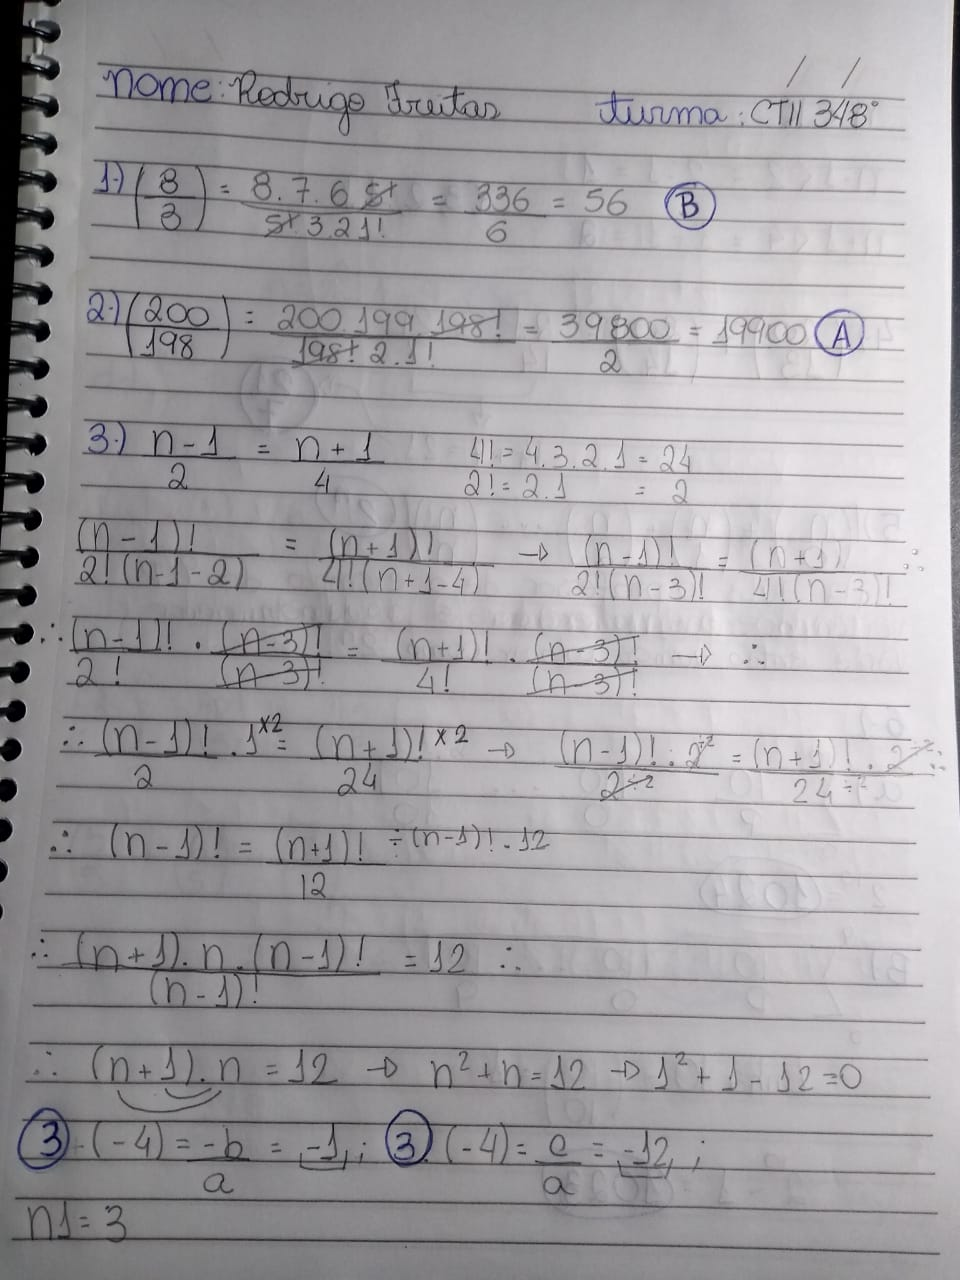 / /
Nome: Rodrigo Freitas turma: CTII 348°
1-) (8/3) = 8.7.6 5!/5! 3 2 1! = 336/6 = 56 (B)
2-) (200/198) = 200 199 198!/198! 2.1! = 39800/2 = 19900 (A)
3-) n-1/2 = n+1/4 4! = 4.3.2.1 = 24
2! = 2.1 = 2
(n-1)!/2!(n-1-2) = (n+1)!/4!(n+1-4) → (n-1)!/2!(n-3)! = (n+1)/4!(n-3)! ∴
∴ (n-1)!/2! . (n-3)!/(n-3)! = (n+1)!/4! . (n-3)!/(n-3)! → ∴
∴ (n-1)! . 1/2 ×2 = (n+1)!/24 ×2 → (n-1)! . 2÷2/2÷2 = (n+1)! . 2÷2/24÷2 ∴
∴ (n-1)! = (n+1)!/12 ÷(n-1)! . 12
∴ (n+1).n.(n-1)!/(n-1)! = 12 ∴
∴ (n+1).n = 12 → n²+n=12 → 1²+1-12=0
(3) - (-4) = -b/a = -1 ; (3) . (-4) = c/a = -12 ;
n1 = 3